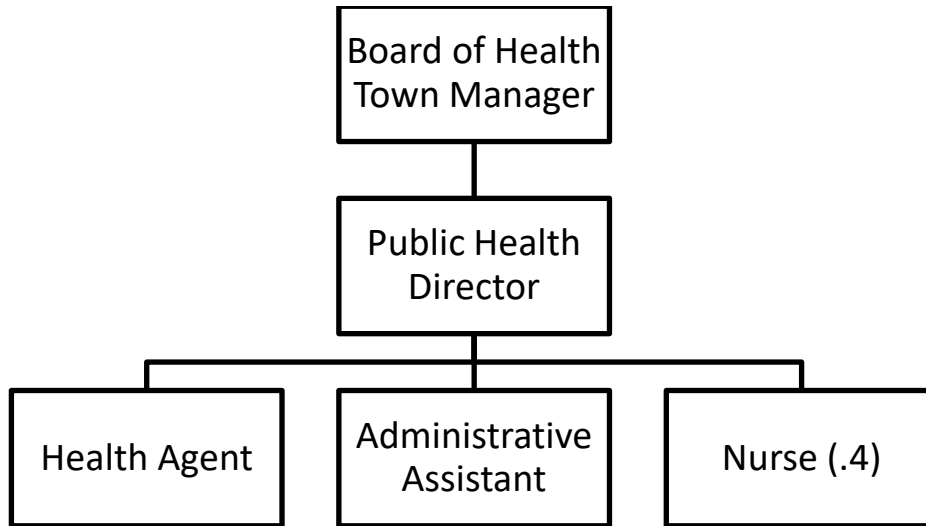 Board of Health
Town Manager
Public Health
Director
Health Agent
Administrative
Assistant
Nurse (.4)